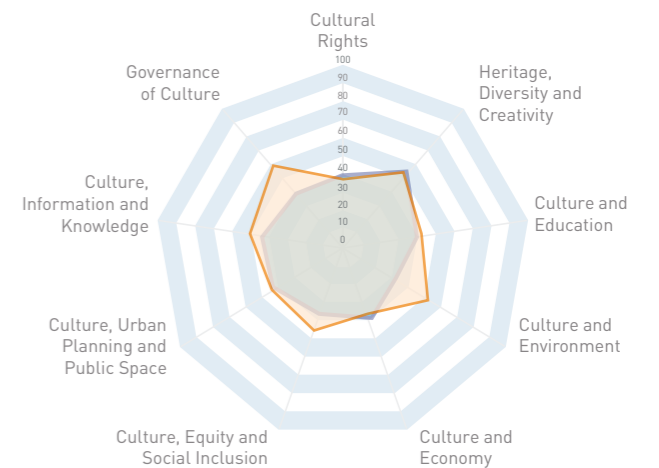 Cultural
Rights
Heritage,
Diversity and
Creativity
Culture and
Education
Culture and
Environment
Culture and
Economy
Culture, Equity and
Social Inclusion
Culture, Urban
Planning and
Public Space
Culture,
Information and
Knowledge
Governance
of Culture
100
90
80
70
60
50
40
30
20
10
0